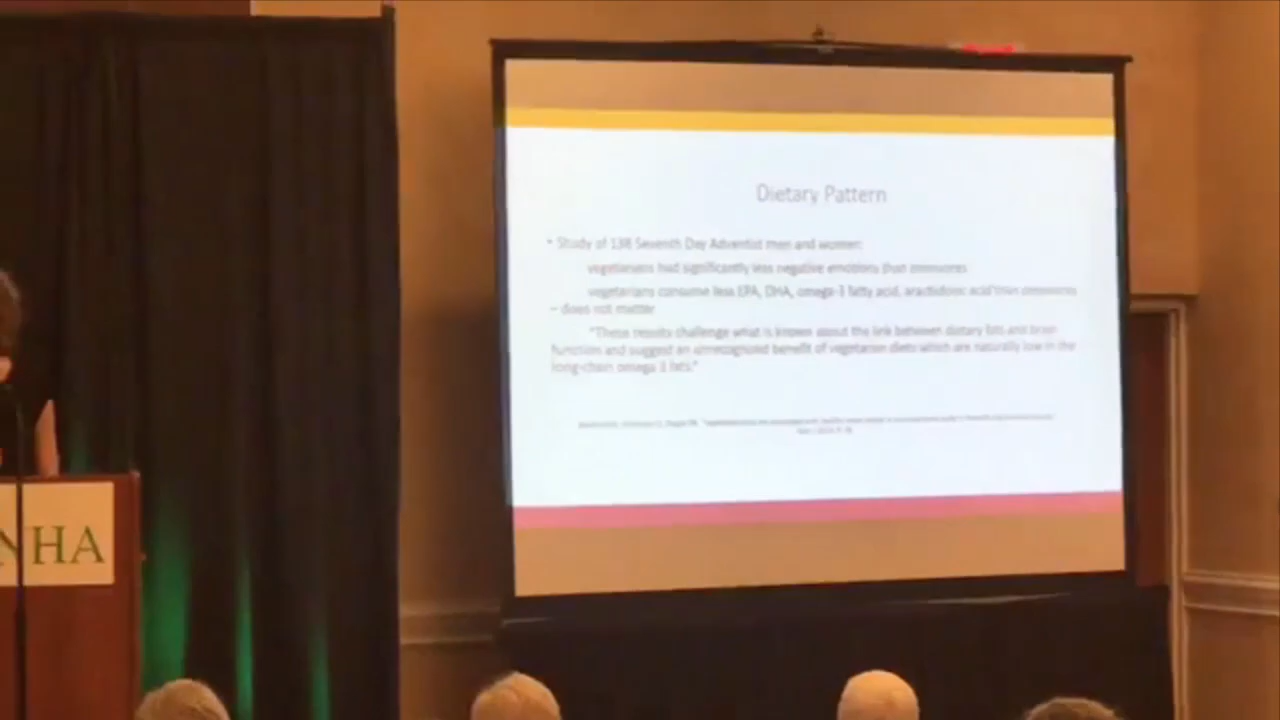 Dietary Pattern
• Study of 138 Seventh Day Adventist men and women:
vegetarians had significantly less negative emotions than omnivores
vegetarians consume less EPA, DHA, omega-3 fatty acid, arachidonic acid than omnivores
– does not matter
"These results challenge what is known about the link between dietary fats and brain
function and suggest an unrecognized benefit of vegetarian diets which are naturally low in the
long-chain omega 3 fats."
NHA